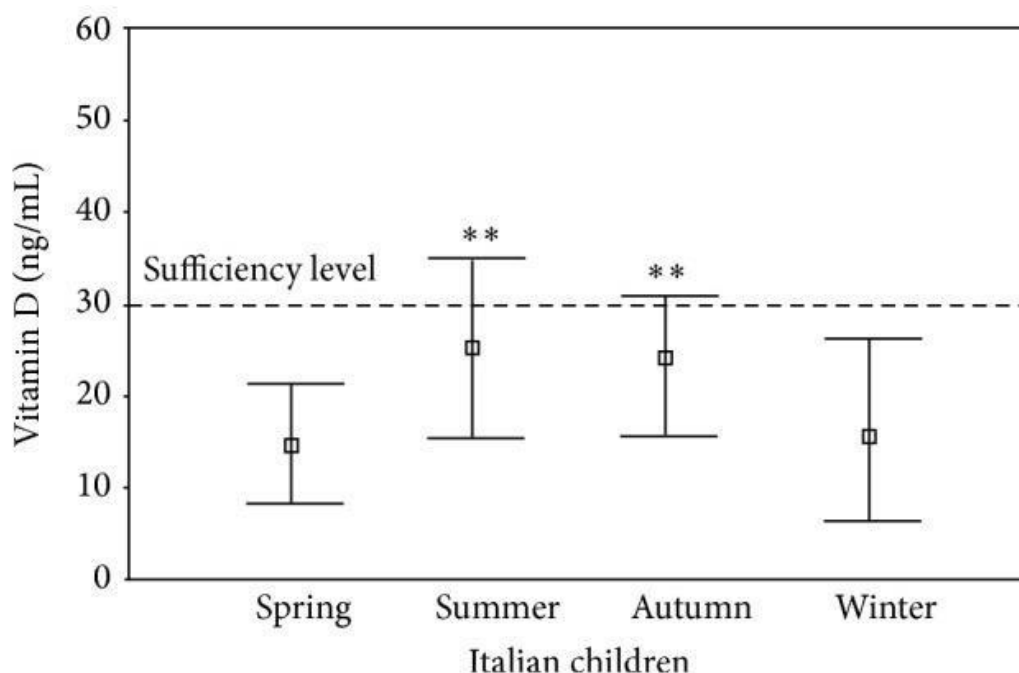 60
50
40
30
20
10
0
Vitamin D (ng/mL)
Sufficiency level
**
**
Spring Summer Autumn Winter
Italian children